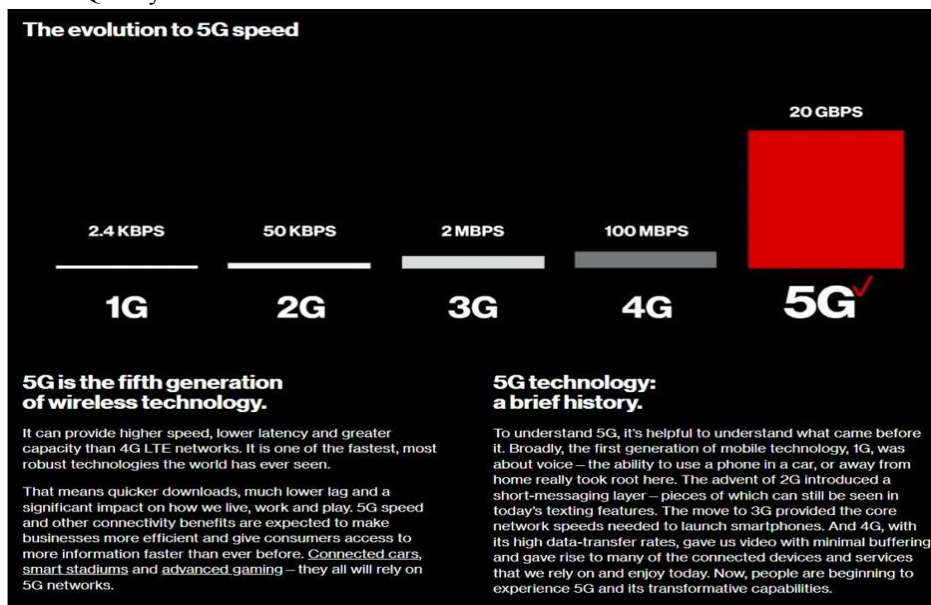 The evolution to 5G speed
20 GBPS
2.4 KBPS
50 KBPS
2 MBPS
100 MBPS
1G
2G
3G
4G
5G
5G is the fifth generation
of wireless technology.
It can provide higher speed, lower latency and greater
capacity than 4G LTE networks. It is one of the fastest, most
robust technologies the world has ever seen.
That means quicker downloads, much lower lag and a
significant impact on how we live, work and play. 5G speed
and other connectivity benefits are expected to make
businesses more efficient and give consumers access to
more information faster than ever before. Connected cars,
smart stadiums and advanced gaming – they all will rely on
5G networks.
5G technology:
a brief history.
To understand 5G, it's helpful to understand what came before
it. Broadly, the first generation of mobile technology, 1G, was
about voice – the ability to use a phone in a car, or away from
home really took root here. The advent of 2G introduced a
short-messaging layer – pieces of which can still be seen in
today's texting features. The move to 3G provided the core
network speeds needed to launch smartphones. And 4G, with
its high data-transfer rates, gave us video with minimal buffering
and gave rise to many of the connected devices and services
that we rely on and enjoy today. Now, people are beginning to
experience 5G and its transformative capabilities.